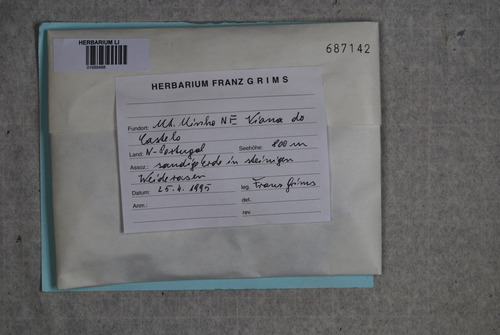 HERBARIUM LI
687142
HERBARIUM FRANZ GRIMS
Fundort: Mt. Minho NE Viana do
Castelo
Land: N-Portugal Seehöhe: 800 m
Assoz.: sandige Erde in steinigen
Weiderasen
Datum: 25.4.1995 leg. Franz Grims
Anm.: det.
rev.